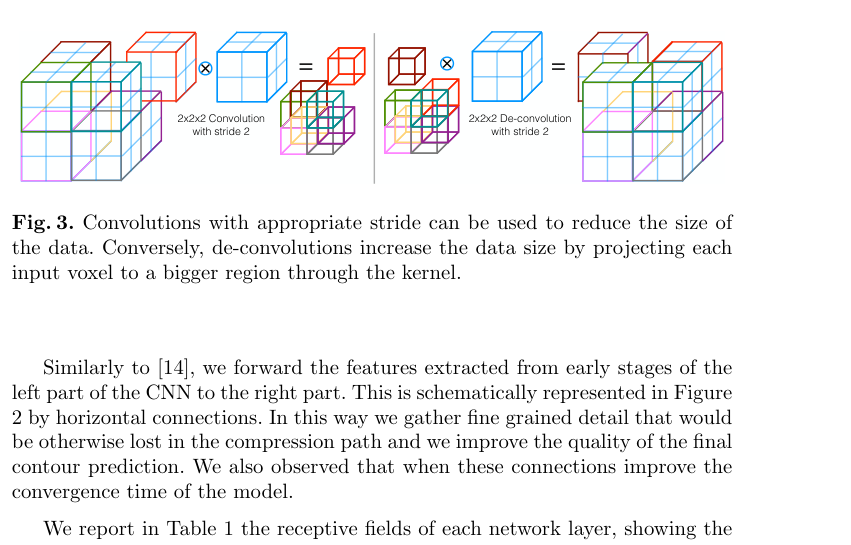 2x2x2 Convolution
with stride 2
=
2x2x2 De-convolution
with stride 2
=
Fig. 3. Convolutions with appropriate stride can be used to reduce the size of
the data. Conversely, de-convolutions increase the data size by projecting each
input voxel to a bigger region through the kernel.
Similarly to [14], we forward the features extracted from early stages of the
left part of the CNN to the right part. This is schematically represented in Figure
2 by horizontal connections. In this way we gather fine grained detail that would
be otherwise lost in the compression path and we improve the quality of the final
contour prediction. We also observed that when these connections improve the
convergence time of the model.
We report in Table 1 the receptive fields of each network layer, showing the